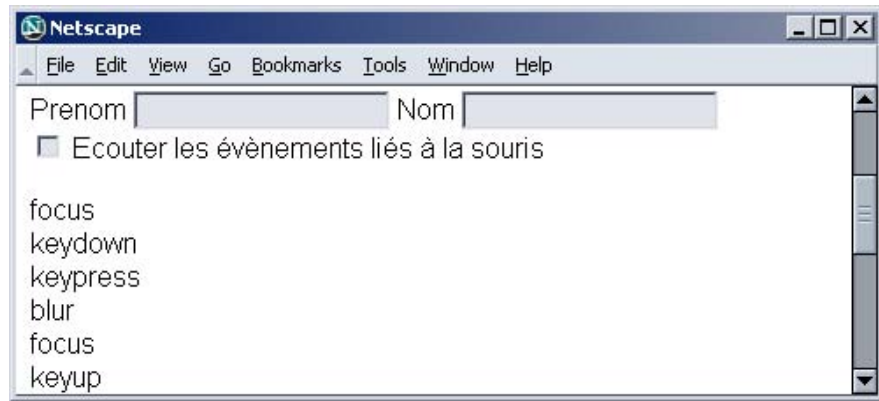 Netscape
File Edit View Go Bookmarks Tools Window Help
Prenom Nom
Ecouter les évènements liés à la souris
focus
keydown
keypress
blur
focus
keyup